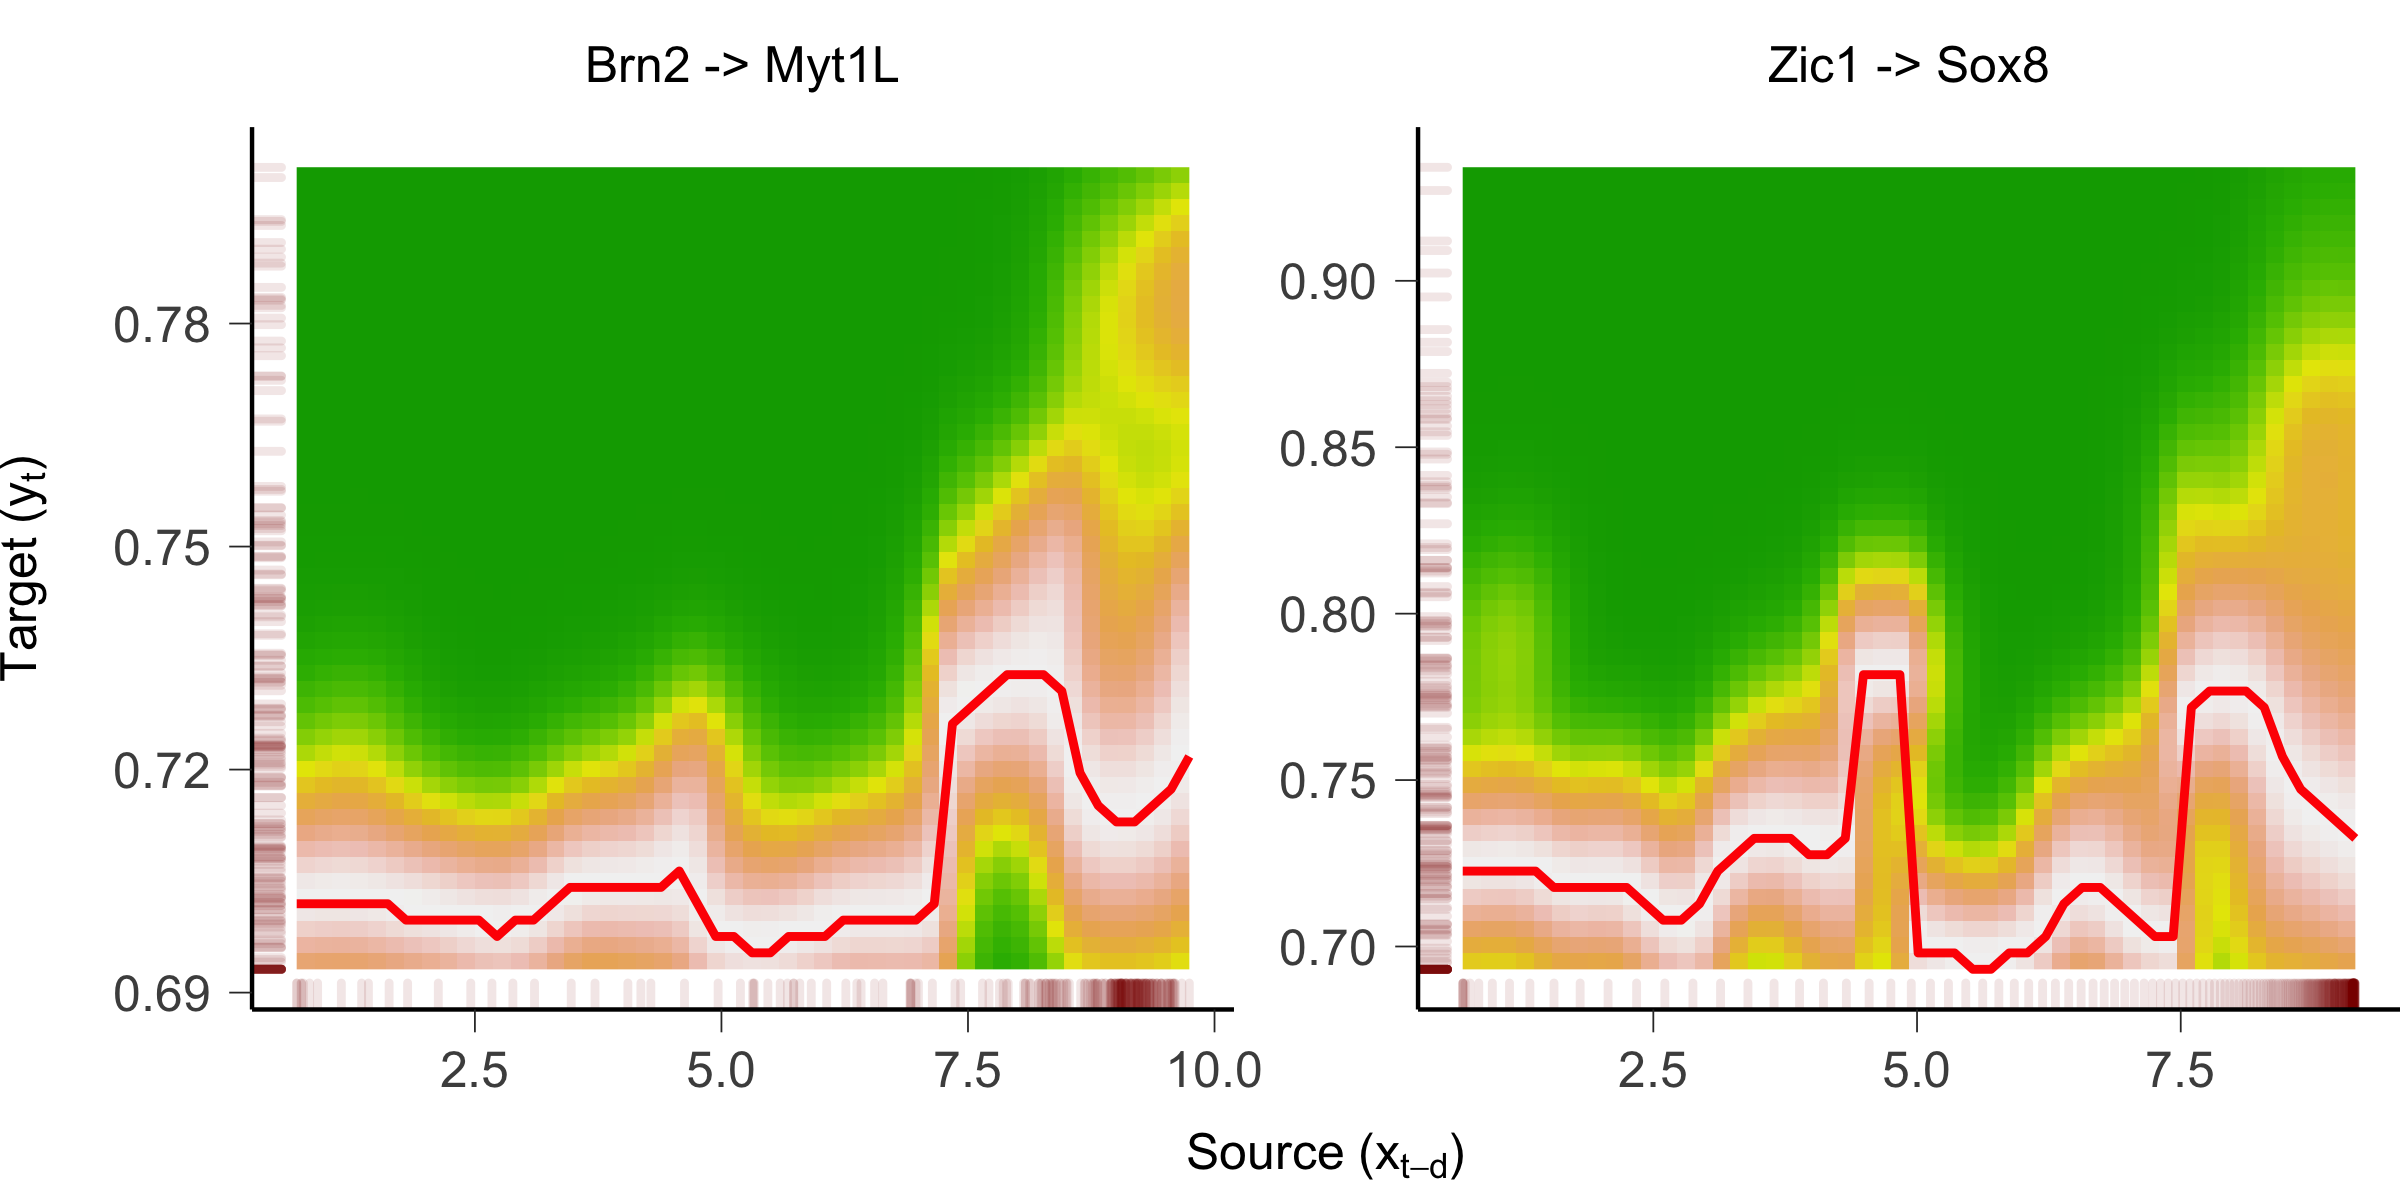 Brn2 -> Myt1L
Zic1 -> Sox8
Target (yt)
0.78
0.75
0.72
0.69
2.5 5.0 7.5 10.0
0.90
0.85
0.80
0.75
0.70
2.5 5.0 7.5
Source (xt−d)